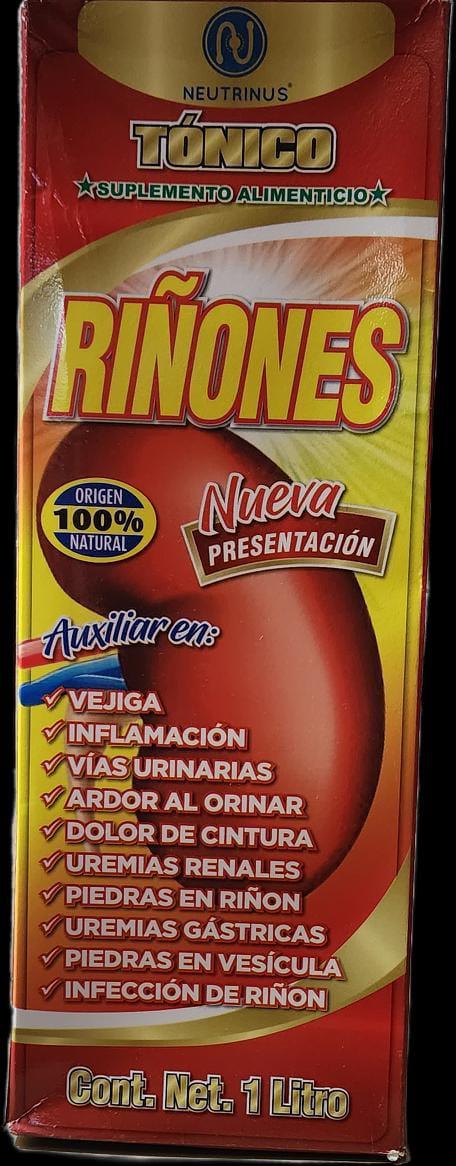 NEUTRINUS®
TÓNICO
★SUPLEMENTO ALIMENTICIO★
RIÑONES
ORIGEN
100%
NATURAL
Nueva
PRESENTACIÓN
Auxiliar en:
✓VEJIGA
✓INFLAMACIÓN
✓VÍAS URINARIAS
✓ARDOR AL ORINAR
✓DOLOR DE CINTURA
✓UREMIAS RENALES
✓PIEDRAS EN RIÑON
✓UREMIAS GÁSTRICAS
✓PIEDRAS EN VESÍCULA
✓INFECCIÓN DE RIÑON
Cont. Net. 1 Litro